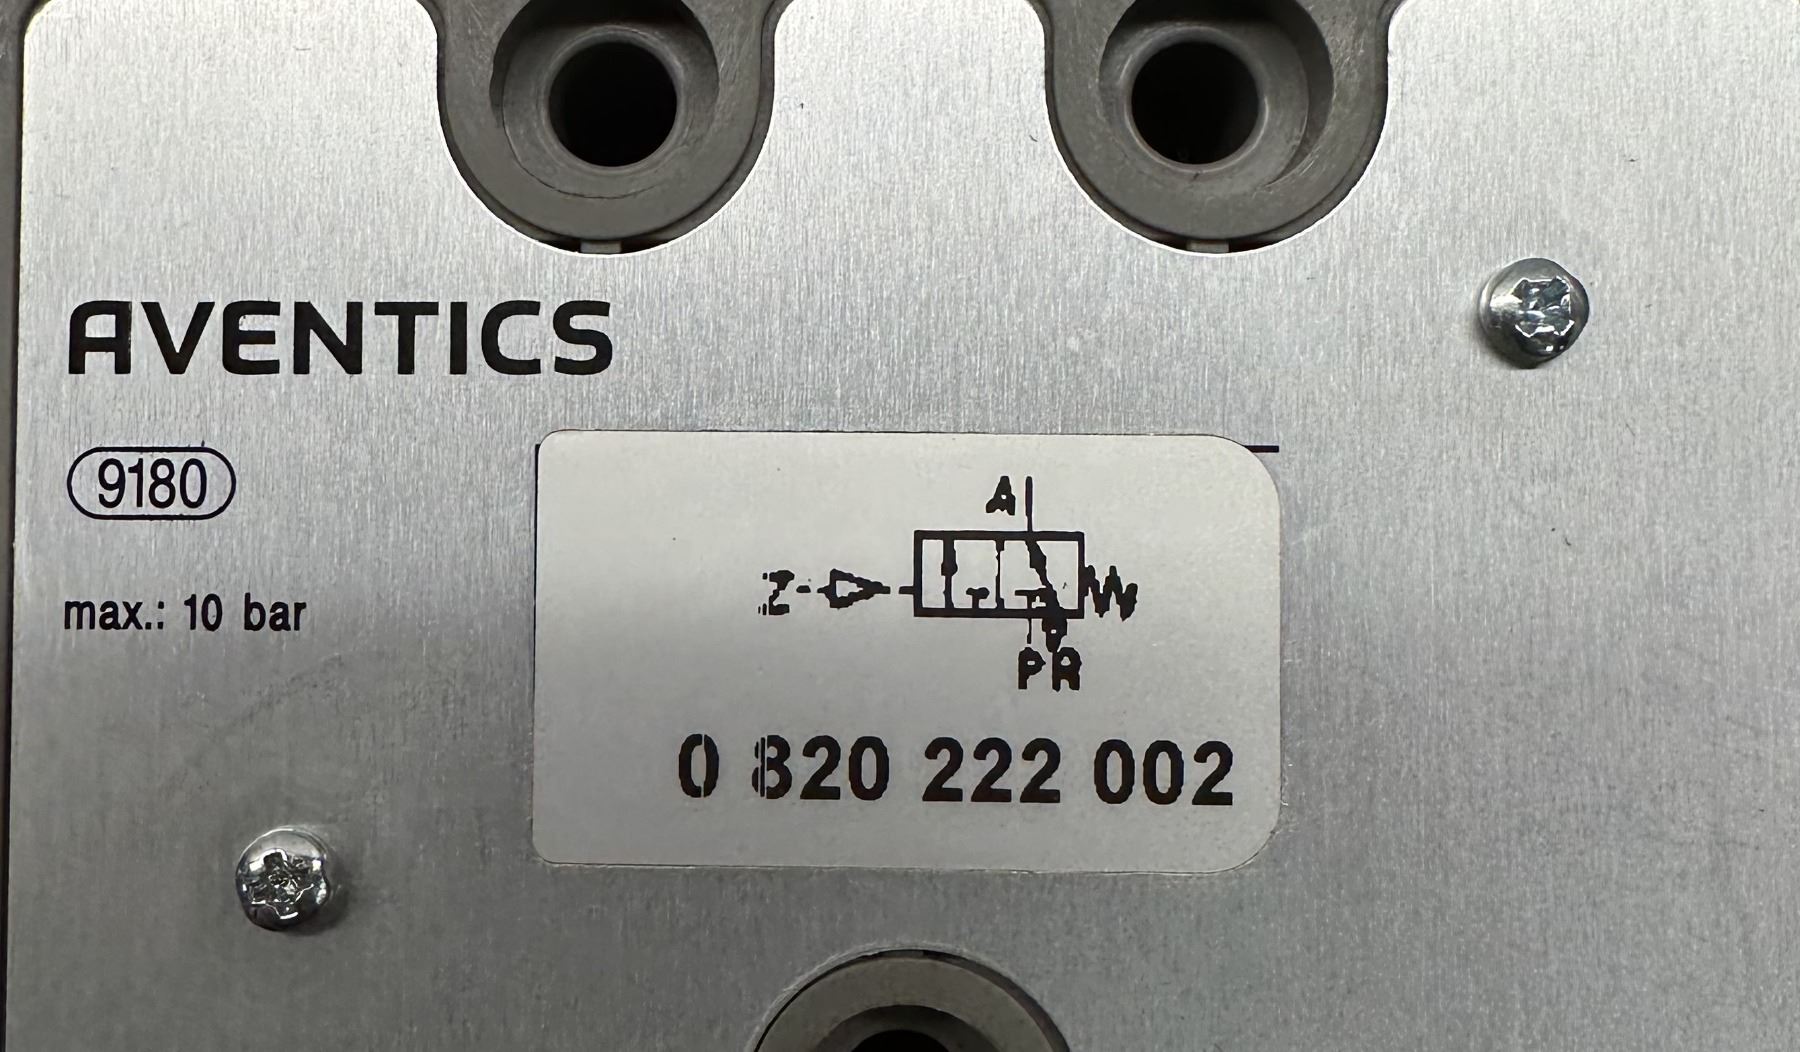 AVENTICS
9180
max.: 10 bar
A
Z
PR
0 820 222 002